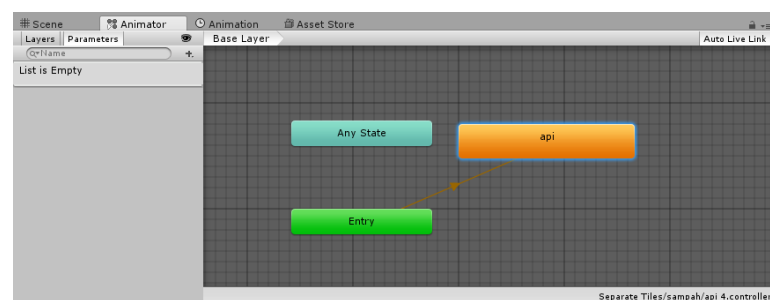 Scene Animator Animation Asset Store
Layers Parameters Base Layer Auto Live Link
Name
List is Empty
Any State
api
Entry
Separate Tiles/sampah/api 4.controller